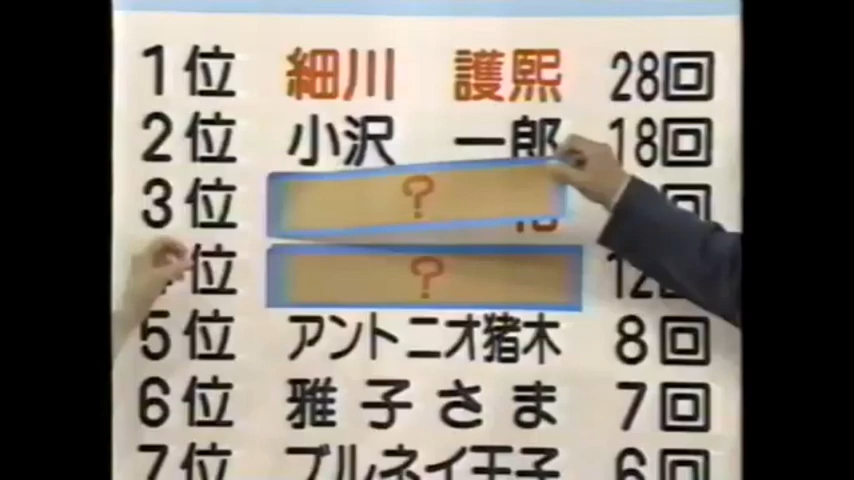 1位 細川 護熙 28回
2位 小沢 一郎 18回
3位 ? 回
位 ? 12回
5位 アントニオ猪木 8回
6位 雅子さま 7回
7位 ブルネイ王子 6回